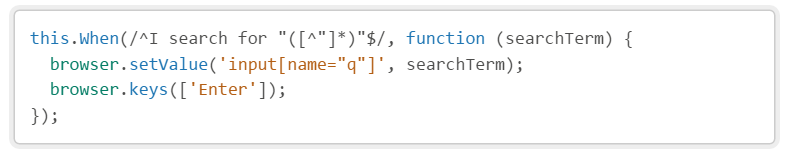 this.When(/^I search for "([^"]*)"$/, function (searchTerm) {
  browser.setValue('input[name="q"]', searchTerm);
  browser.keys(['Enter']);
});